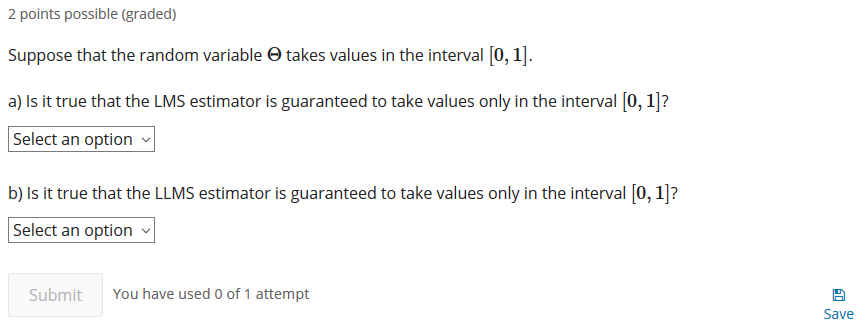 2 points possible (graded)
Suppose that the random variable Θ takes values in the interval [0, 1].
a) Is it true that the LMS estimator is guaranteed to take values only in the interval [0, 1]?
Select an option
b) Is it true that the LLMS estimator is guaranteed to take values only in the interval [0, 1]?
Select an option
Submit You have used 0 of 1 attempt
Save